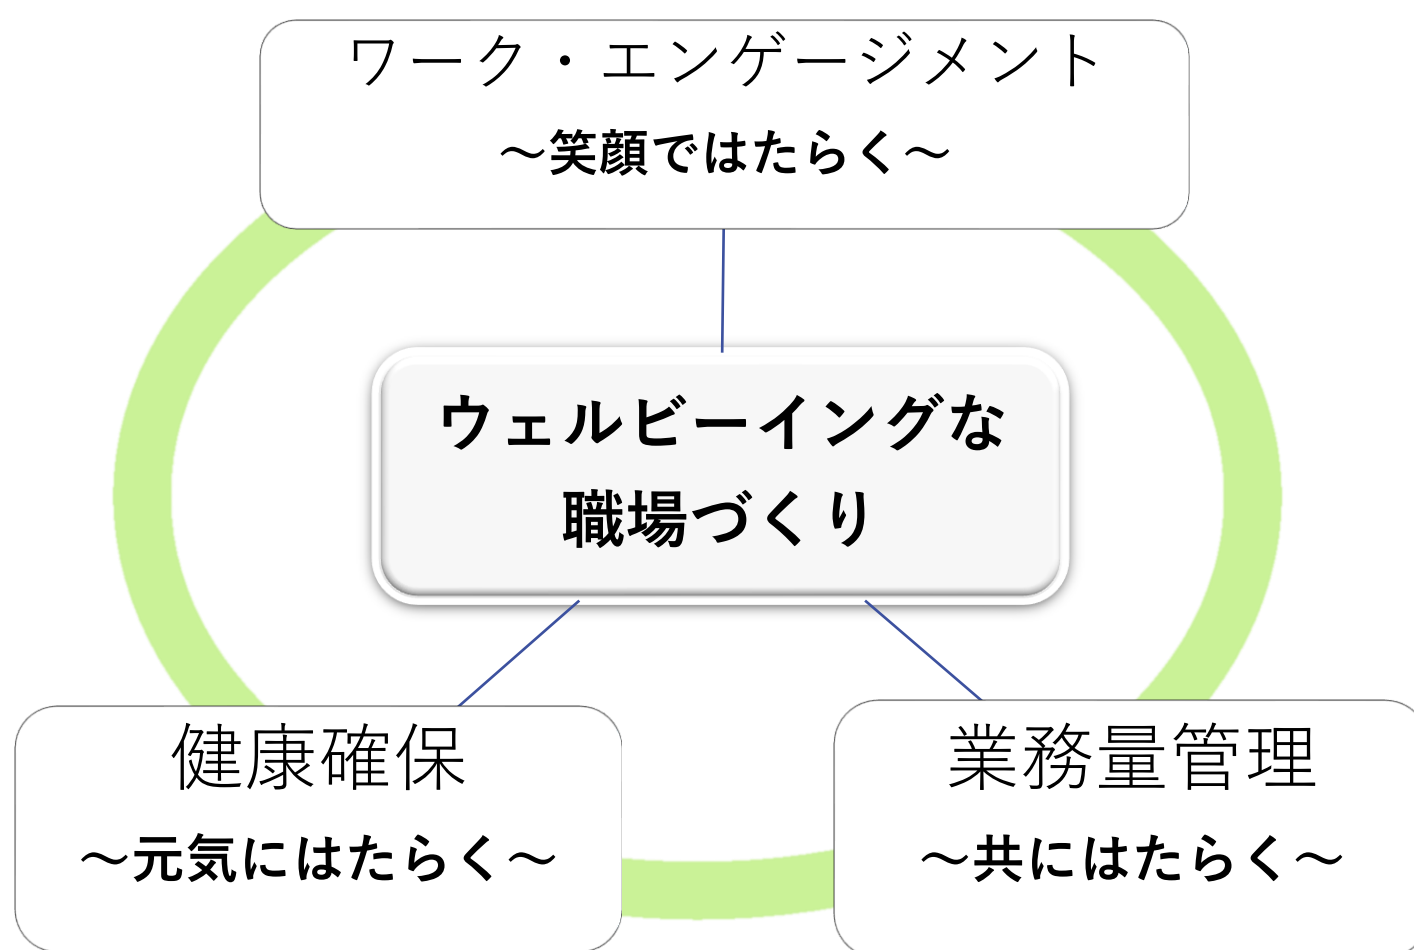 ワーク・エンゲージメント
～笑顔ではたらく～
ウェルビーイングな
職場づくり
健康確保
～元気にはたらく～
業務量管理
～共にはたらく～